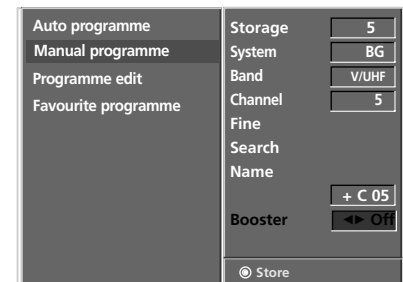 Auto programme
Manual programme
Programme edit
Favourite programme
Storage 5
System BG
Band V/UHF
Channel 5
Fine
Search
Name
+ C 05
Booster ◄► Off
Store